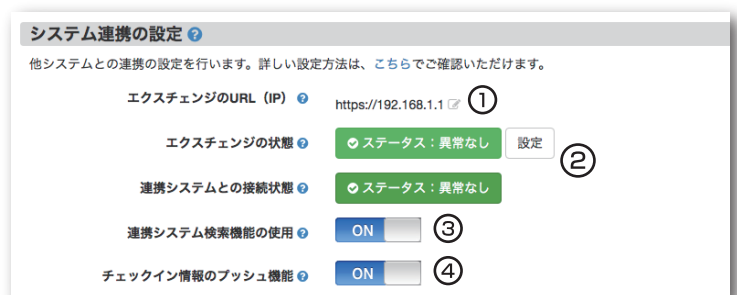 システム連携の設定 ?
他システムとの連携の設定を行います。詳しい設定方法は、こちらでご確認いただけます。
エクスチェンジのURL（IP） ? https://192.168.1.1 ①
エクスチェンジの状態 ? ステータス：異常なし 設定 ②
連携システムとの接続状態 ? ステータス：異常なし
連携システム検索機能の使用 ? ON ③
チェックイン情報のプッシュ機能 ? ON ④